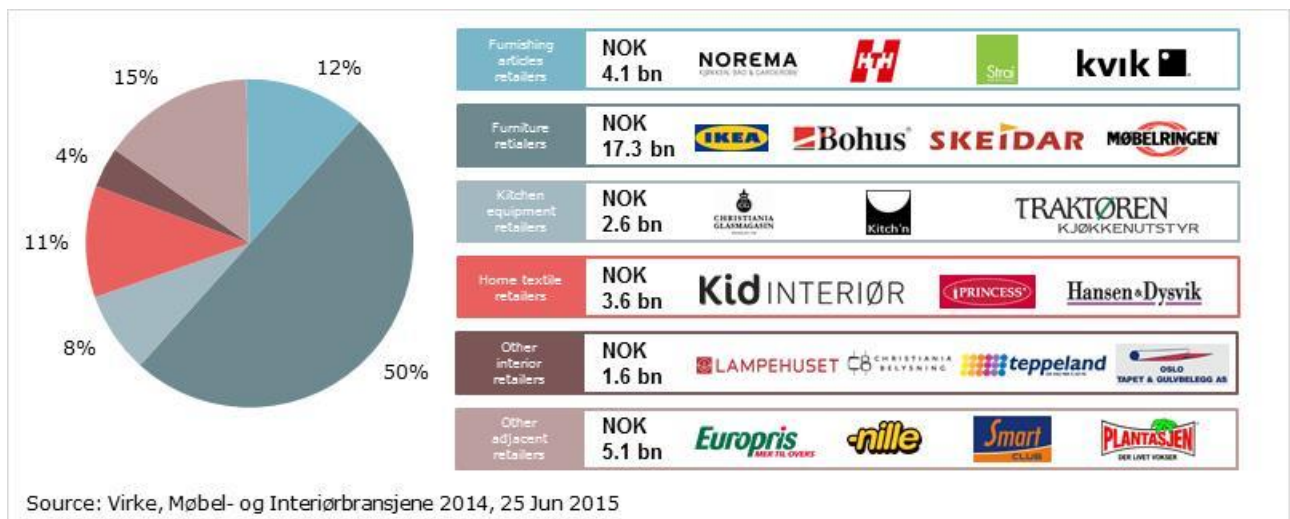 15%
12%
4%
11%
8%
50%
Furnishing
articles
retailers
NOK
4.1 bn
NOREMA
KJØKKEN, BAD & GARDEROBE
HTH
Strai
kvik
Furniture
retialers
NOK
17.3 bn
IKEA
Bohus
SKEIDAR
MØBELRINGEN
Kitchen
equipment
retailers
NOK
2.6 bn
CHRISTIANIA
GLASMAGASIN
Kitch'n
TRAKTØREN
KJØKKENUTSTYR
Home textile
retailers
NOK
3.6 bn
Kid INTERIØR
PRINCESS
Hansen & Dysvik
Other
interior
retailers
NOK
1.6 bn
LAMPEHUSET
CB CHRISTIANIA
BELYSNING
teppeland
OSLO
TAPET & GULVBELEGG AS
Other
adjacent
retailers
NOK
5.1 bn
Europris
MER TIL OVERS
nille
Smart
CLUB
PLANTASJEN
DER LIVET VOKSER
Source: Virke, Møbel- og Interiørbransjene 2014, 25 Jun 2015